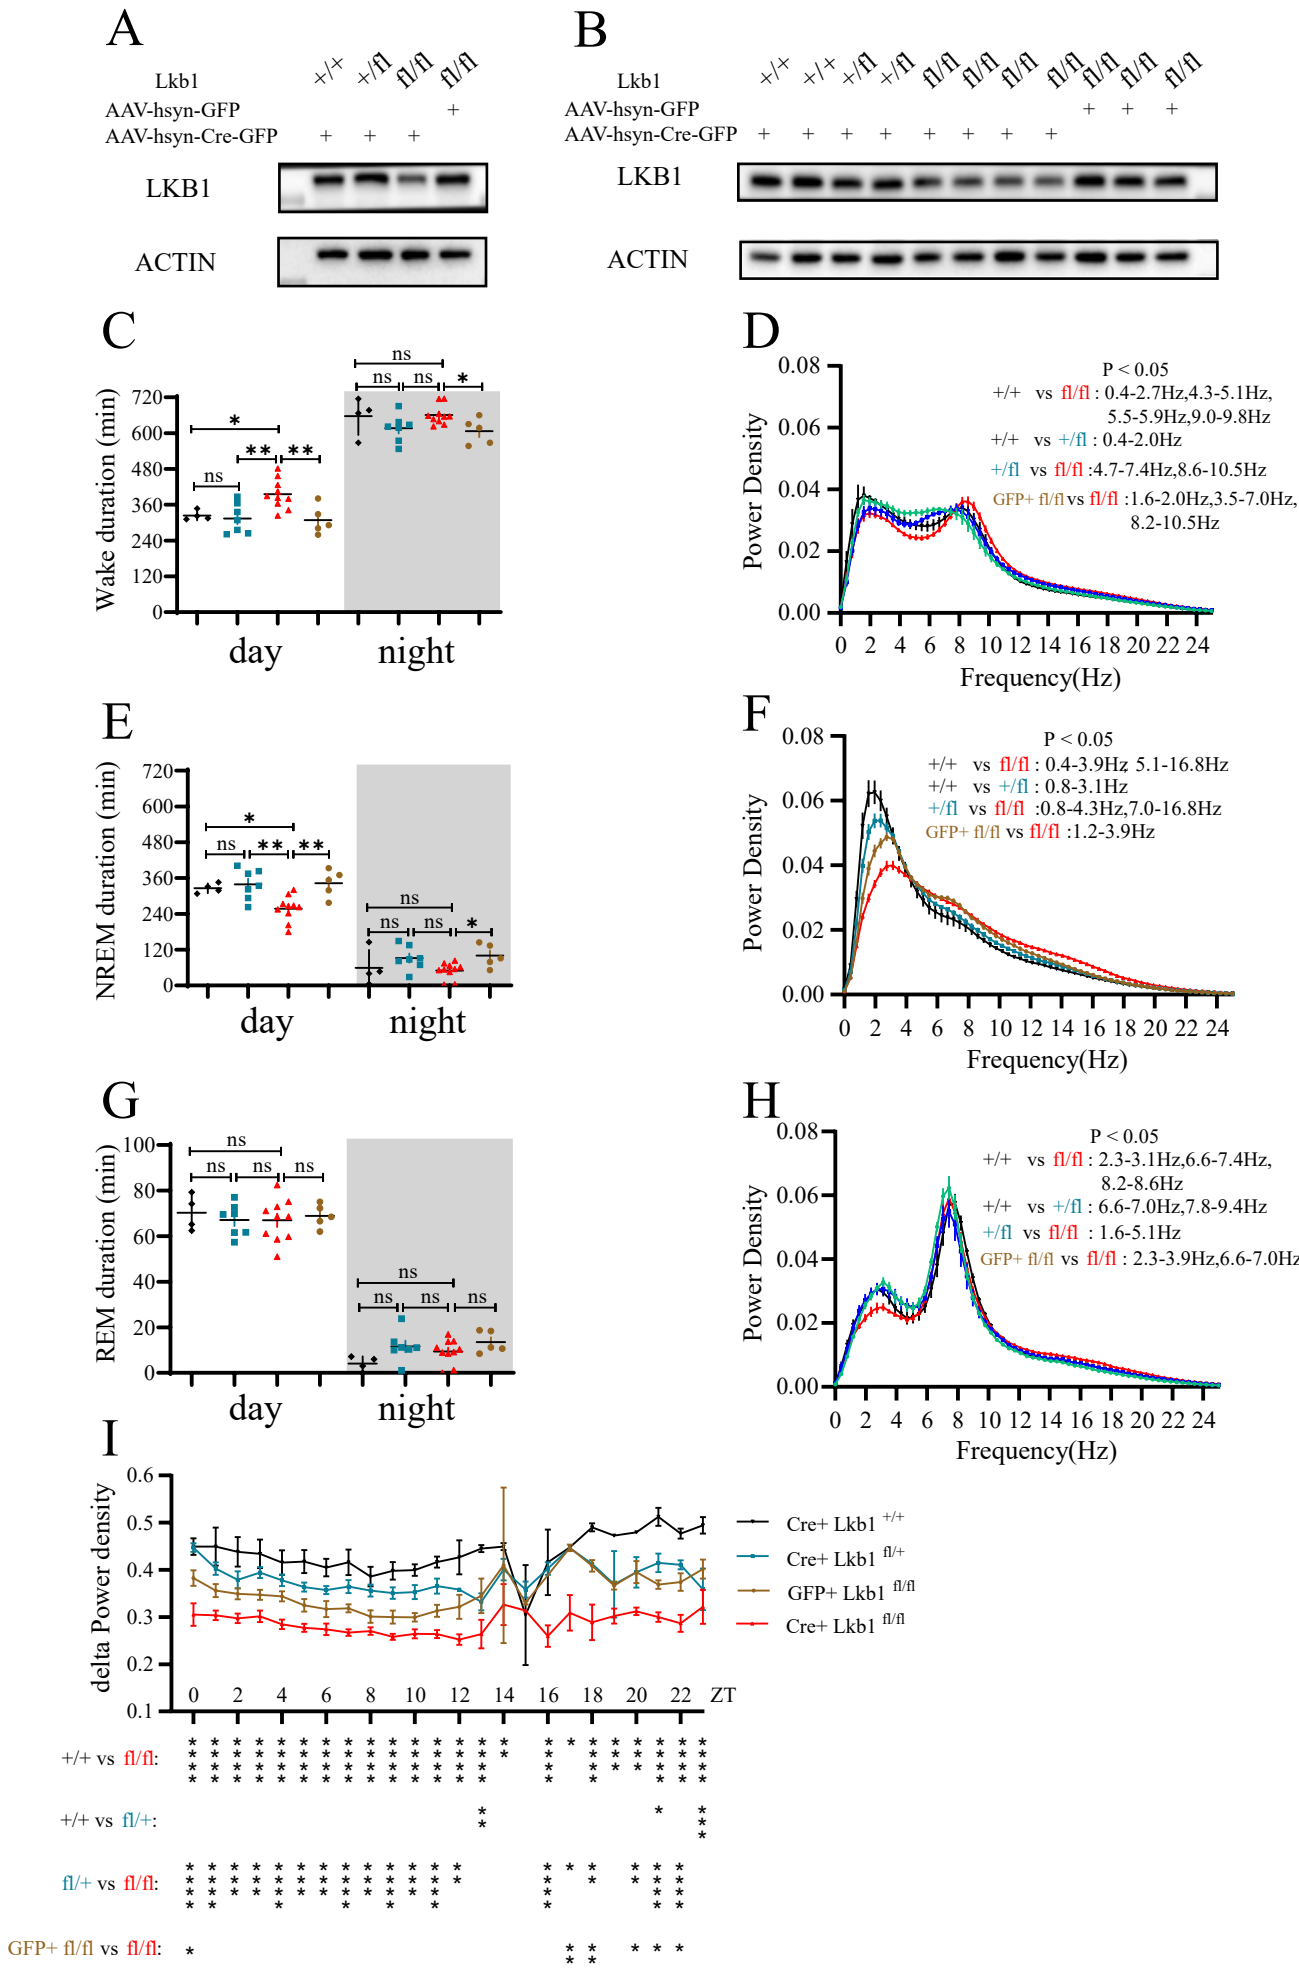 A
Lkb1 +/+ +/fl fl/fl fl/fl
AAV-hsyn-GFP +
AAV-hsyn-Cre-GFP + + +
LKB1
ACTIN
B
Lkb1 +/+ +/+ +/fl +/fl fl/fl fl/fl fl/fl fl/fl fl/fl fl/fl fl/fl
AAV-hsyn-GFP + + +
AAV-hsyn-Cre-GFP + + + + + + + +
LKB1
ACTIN
C
Wake duration (min)
720
600
480
360
240
120
0
ns
* ns ns *
** **
ns
day night
D
Power Density
0.08
0.06
0.04
0.02
0.00
P < 0.05
+/+ vs fl/fl : 0.4-2.7Hz,4.3-5.1Hz,
5.5-5.9Hz,9.0-9.8Hz
+/+ vs +/fl : 0.4-2.0Hz
+/fl vs fl/fl :4.7-7.4Hz,8.6-10.5Hz
GFP+ fl/fl vs fl/fl :1.6-2.0Hz,3.5-7.0Hz,
8.2-10.5Hz
0 2 4 6 8 10 12 14 16 18 20 22 24
Frequency(Hz)
E
NREM duration (min)
720
600
480
360
240
120
0
*
ns ** **
ns
ns ns *
day night
F
Power Density
0.08
0.06
0.04
0.02
0.00
P < 0.05
+/+ vs fl/fl : 0.4-3.9Hz, 5.1-16.8Hz
+/+ vs +/fl : 0.8-3.1Hz
+/fl vs fl/fl :0.8-4.3Hz,7.0-16.8Hz
GFP+ fl/fl vs fl/fl :1.2-3.9Hz
0 2 4 6 8 10 12 14 16 18 20 22 24
Frequency(Hz)
G
REM duration (min)
100
80
60
40
20
0
ns
ns ns ns
ns
ns ns ns
day night
H
Power Density
0.08
0.06
0.04
0.02
0.00
P < 0.05
+/+ vs fl/fl : 2.3-3.1Hz,6.6-7.4Hz,
8.2-8.6Hz
+/+ vs +/fl : 6.6-7.0Hz,7.8-9.4Hz
+/fl vs fl/fl : 1.6-5.1Hz
GFP+ fl/fl vs fl/fl : 2.3-3.9Hz,6.6-7.0Hz
0 2 4 6 8 10 12 14 16 18 20 22 24
Frequency(Hz)
I
delta Power density
0.6
0.5
0.4
0.3
0.2
0.1
0 2 4 6 8 10 12 14 16 18 20 22 ZT
Cre+ Lkb1 +/+
Cre+ Lkb1 fl/+
GFP+ Lkb1 fl/fl
Cre+ Lkb1 fl/fl
+/+ vs fl/fl: **** **** **** **** **** **** **** **** **** **** **** **** **** **** ** **** * **** *** *** **** **** ****
+/+ vs fl/+: ** * ***
fl/+ vs fl/fl: **** **** *** *** **** *** *** **** *** **** *** **** ** **** * ** ** **** ****
GFP+ fl/fl vs fl/fl: * ** ** * * *